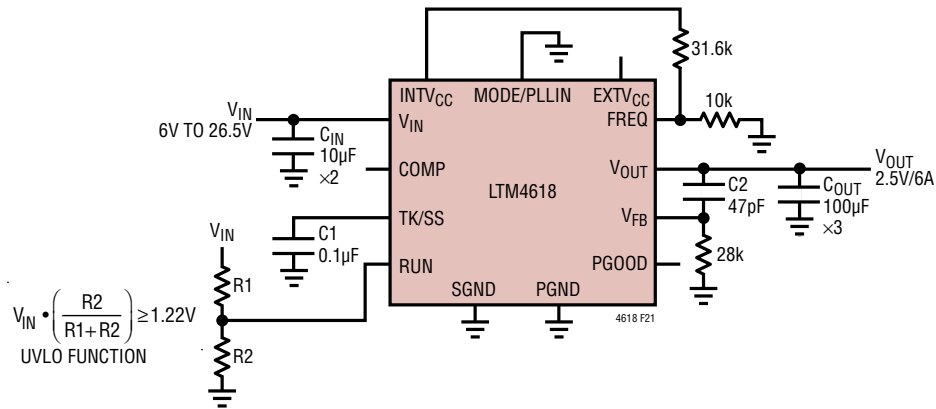 31.6k
INTVCC MODE/PLLIN EXTVCC
VIN
6V TO 26.5V
VIN
FREQ
10k
CIN
10µF
×2
COMP
LTM4618
VOUT
VOUT
2.5V/6A
C2
47pF
COUT
100µF
×3
TK/SS
VFB
C1
0.1µF
VIN
RUN
PGOOD
28k
R1
SGND PGND
4618 F21
VIN • (R2/R1+R2) ≥1.22V
UVLO FUNCTION
R2